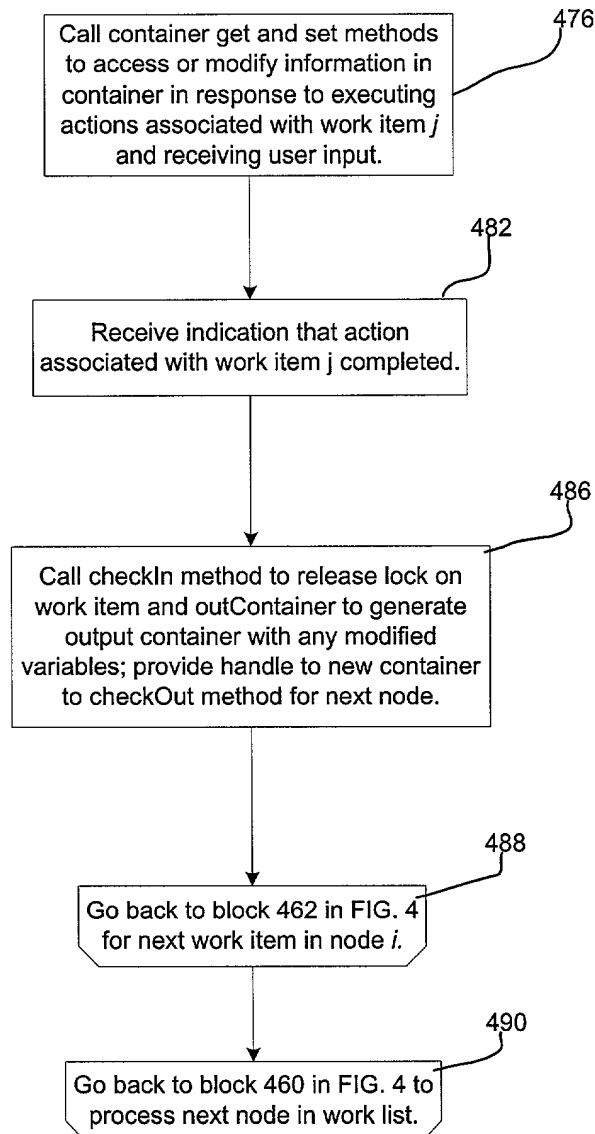 Call container get and set methods
to access or modify information in
container in response to executing
actions associated with work item j
and receiving user input.
476
482
Receive indication that action
associated with work item j completed.
486
Call checkIn method to release lock on
work item and outContainer to generate
output container with any modified
variables; provide handle to new container
to checkOut method for next node.
488
Go back to block 462 in FIG. 4
for next work item in node i.
490
Go back to block 460 in FIG. 4 to
process next node in work list.